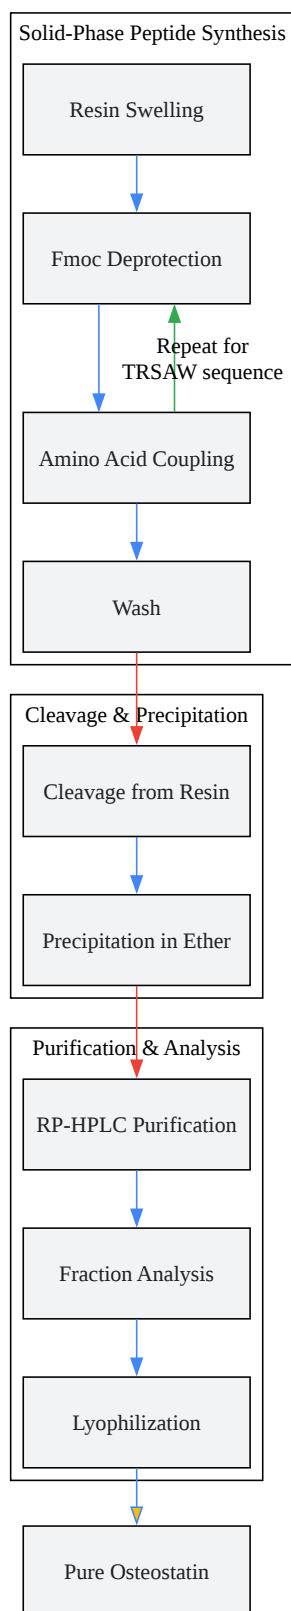 Solid-Phase Peptide Synthesis
Resin Swelling
Fmoc Deprotection
Repeat for
TRSAW sequence
Amino Acid Coupling
Wash
Cleavage & Precipitation
Cleavage from Resin
Precipitation in Ether
Purification & Analysis
RP-HPLC Purification
Fraction Analysis
Lyophilization
Pure Osteostatin